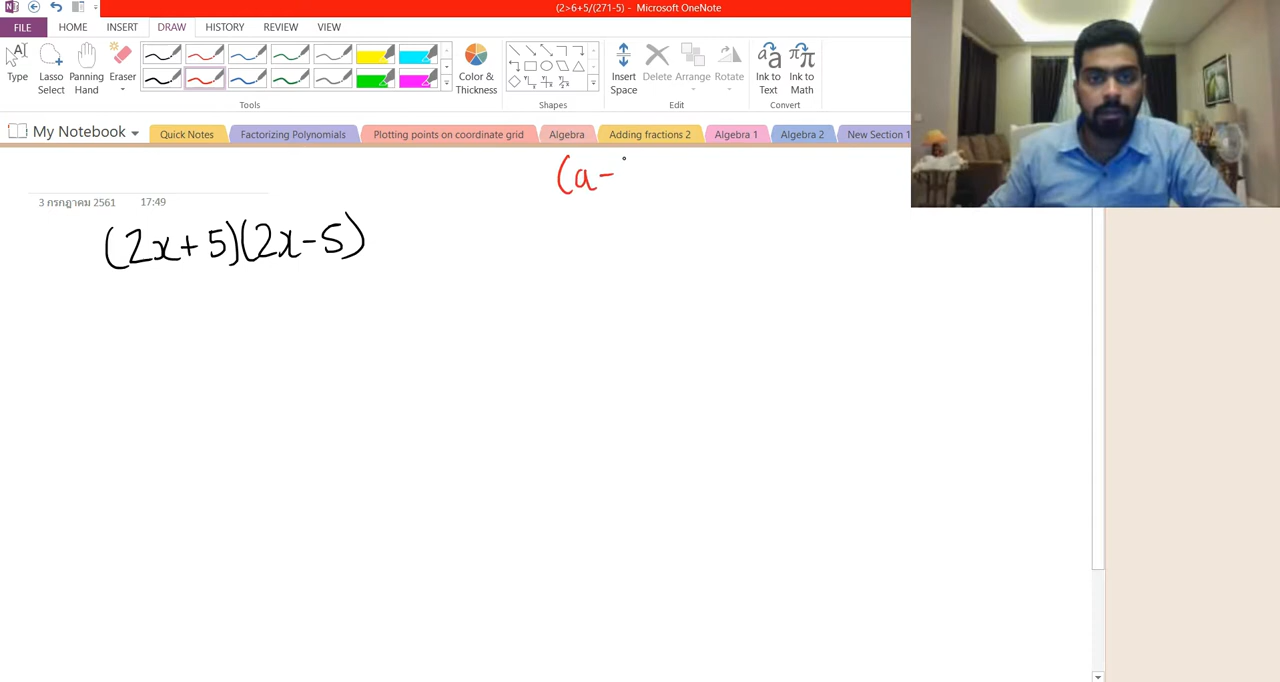 (2>6+5/(271-5) - Microsoft OneNote
FILE HOME INSERT DRAW HISTORY REVIEW VIEW
Type Lasso Select Panning Hand Eraser Color & Thickness Insert Space Delete Arrange Rotate Ink to Text Ink to Math
Tools Shapes Edit Convert
My Notebook Quick Notes Factorizing Polynomials Plotting points on coordinate grid Algebra Adding fractions 2 Algebra 1 Algebra 2 New Section 1
(a-
3 กรกฎาคม 2561 17:49
(2x+5)(2x-5)